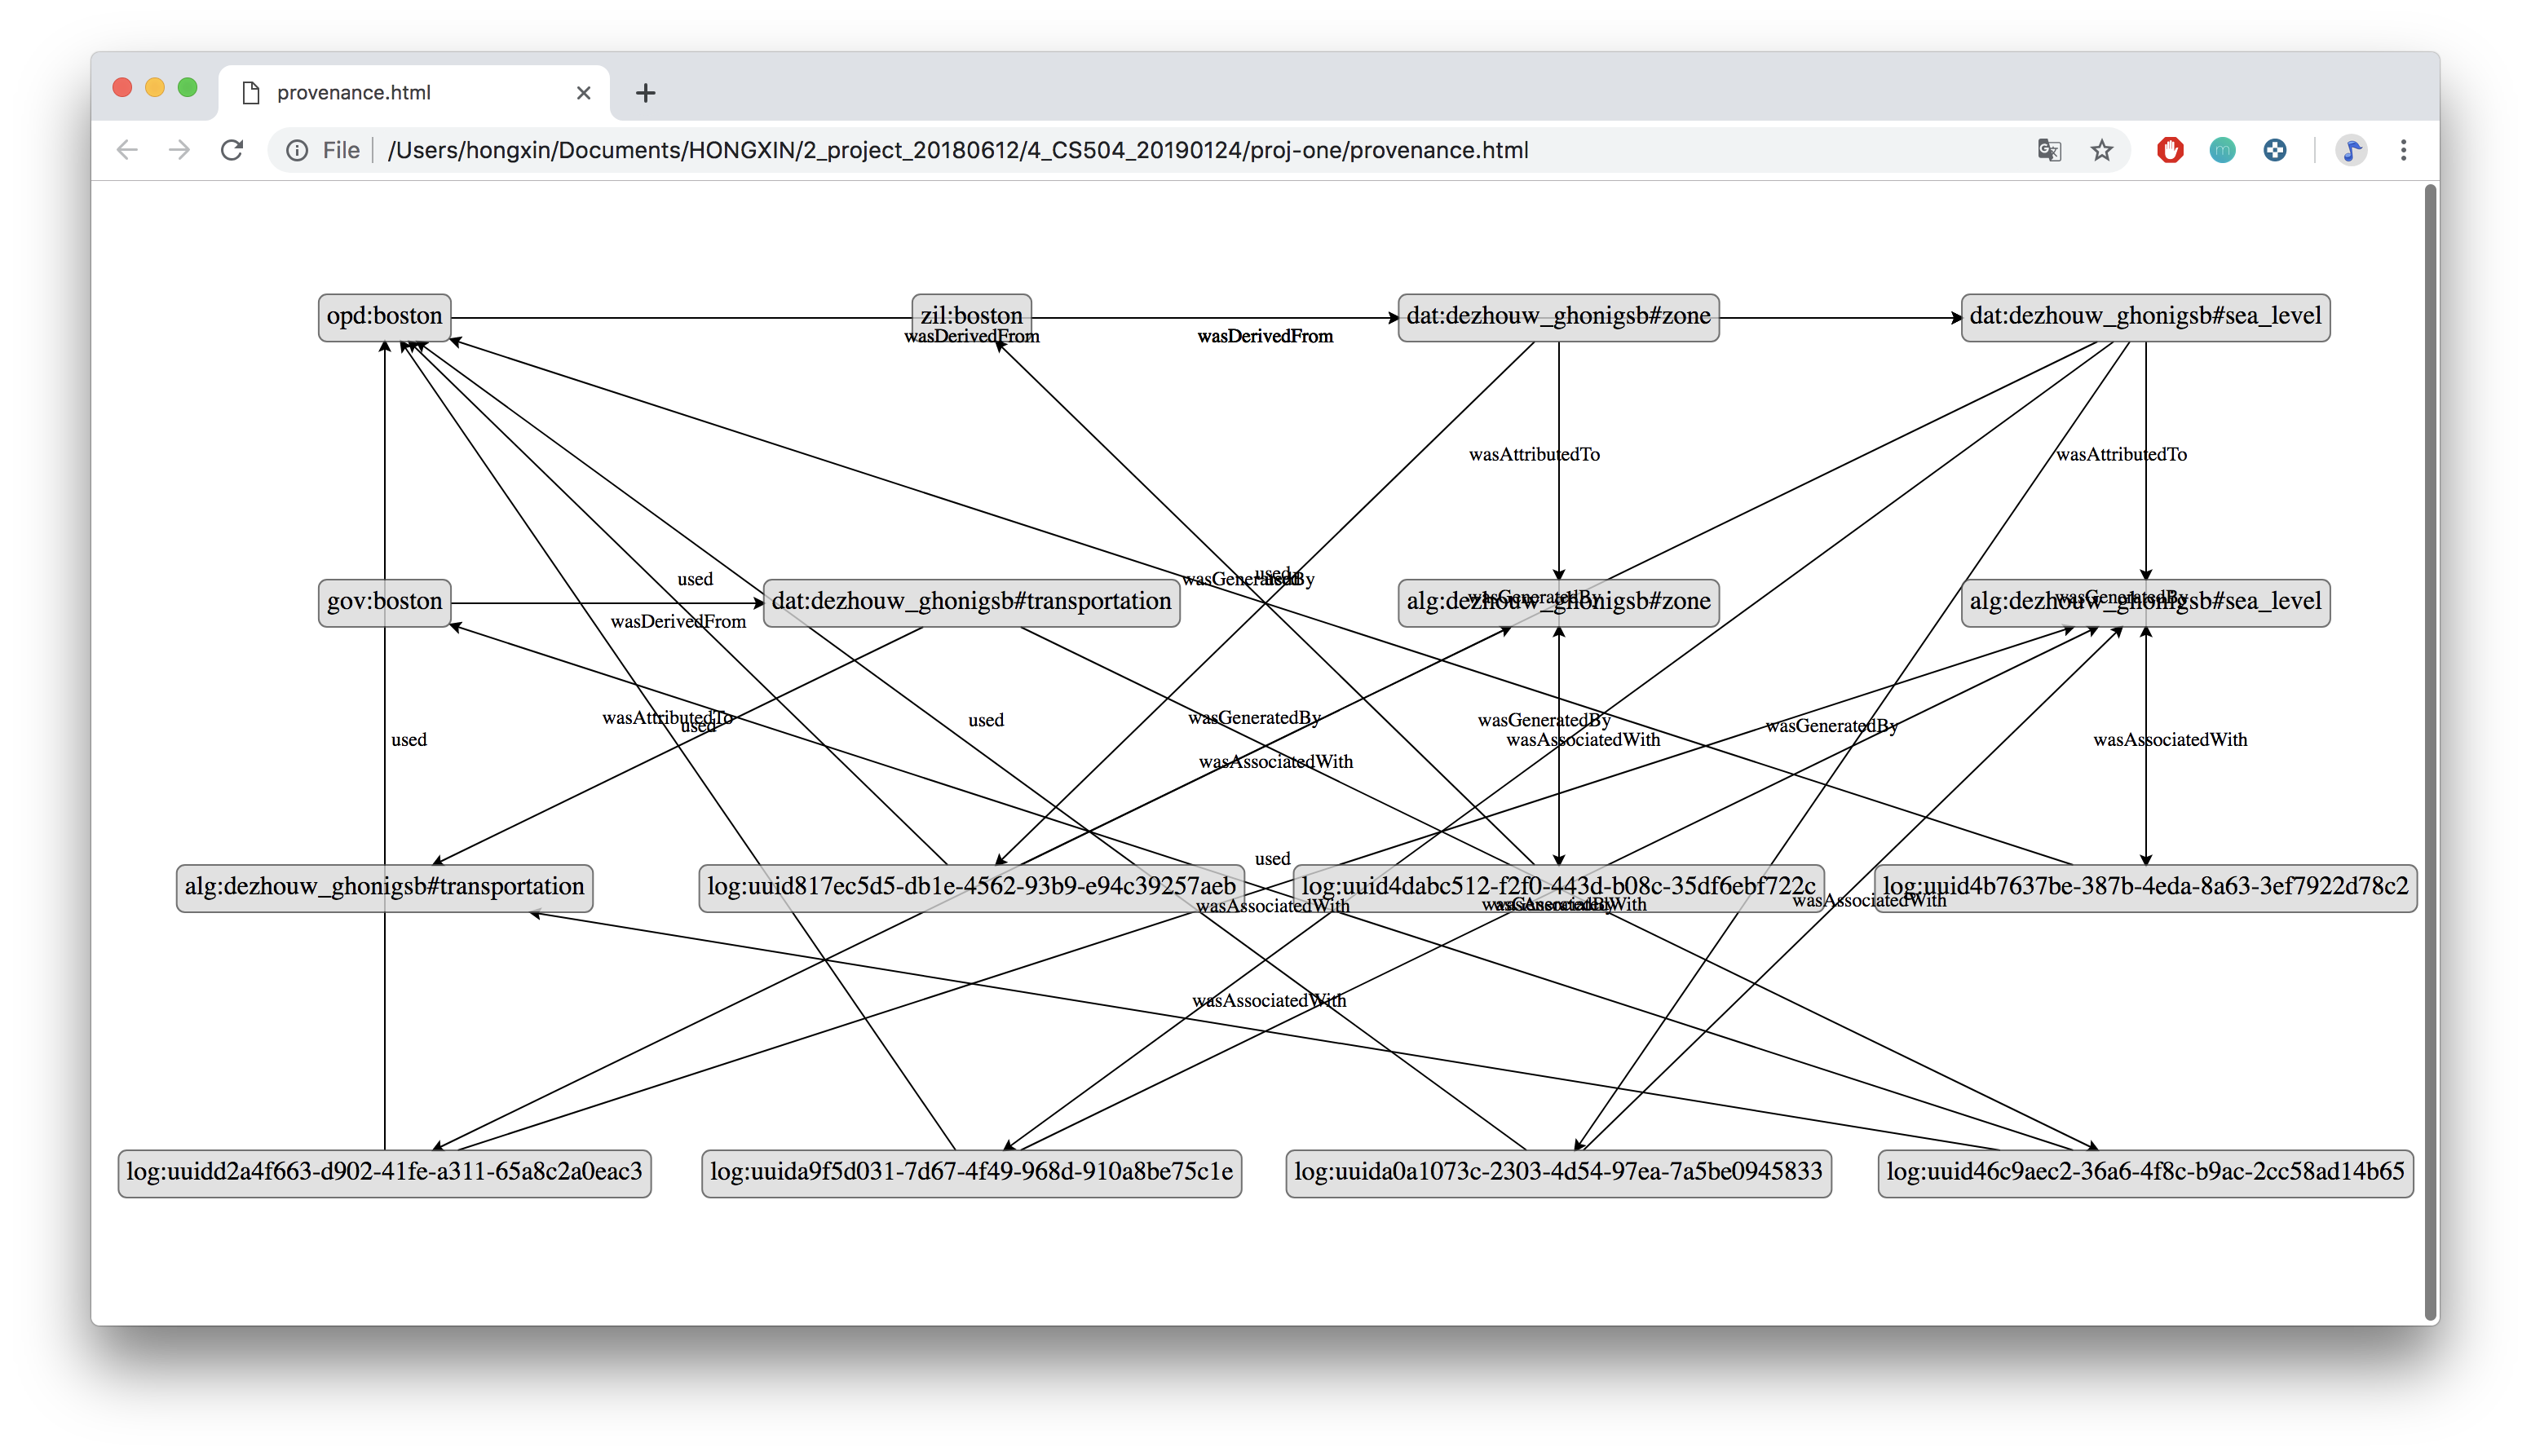 provenance.html
File /Users/hongxin/Documents/HONGXIN/2_project_20180612/4_CS504_20190124/proj-one/provenance.html
opd:boston
zil:boston
dat:dezhouw_ghonigsb#zone
dat:dezhouw_ghonigsb#sea_level
wasDerivedFrom
wasDerivedFrom
wasAttributedTo
wasAttributedTo
used
wasGeneratedBy
used
used
gov:boston
dat:dezhouw_ghonigsb#transportation
alg:dezhouw_ghonigsb#zone
wasGeneratedBy
alg:dezhouw_ghonigsb#sea_level
wasGeneratedBy
wasDerivedFrom
wasAttributedTo
used
used
wasGeneratedBy
wasGeneratedBy
wasGeneratedBy
used
wasAssociatedWith
wasAssociatedWith
wasAssociatedWith
used
alg:dezhouw_ghonigsb#transportation
log:uuid817ec5d5-db1e-4562-93b9-e94c39257aeb
log:uuid4dabc512-f2f0-443d-b08c-35df6ebf722c
log:uuid4b7637be-387b-4eda-8a63-3ef7922d78c2
wasAssociatedWith
wasGeneratedBy
wasAssociatedWith
wasAssociatedWith
wasAssociatedWith
log:uuidd2a4f663-d902-41fe-a311-65a8c2a0eac3
log:uuida9f5d031-7d67-4f49-968d-910a8be75c1e
log:uuida0a1073c-2303-4d54-97ea-7a5be0945833
log:uuid46c9aec2-36a6-4f8c-b9ac-2cc58ad14b65